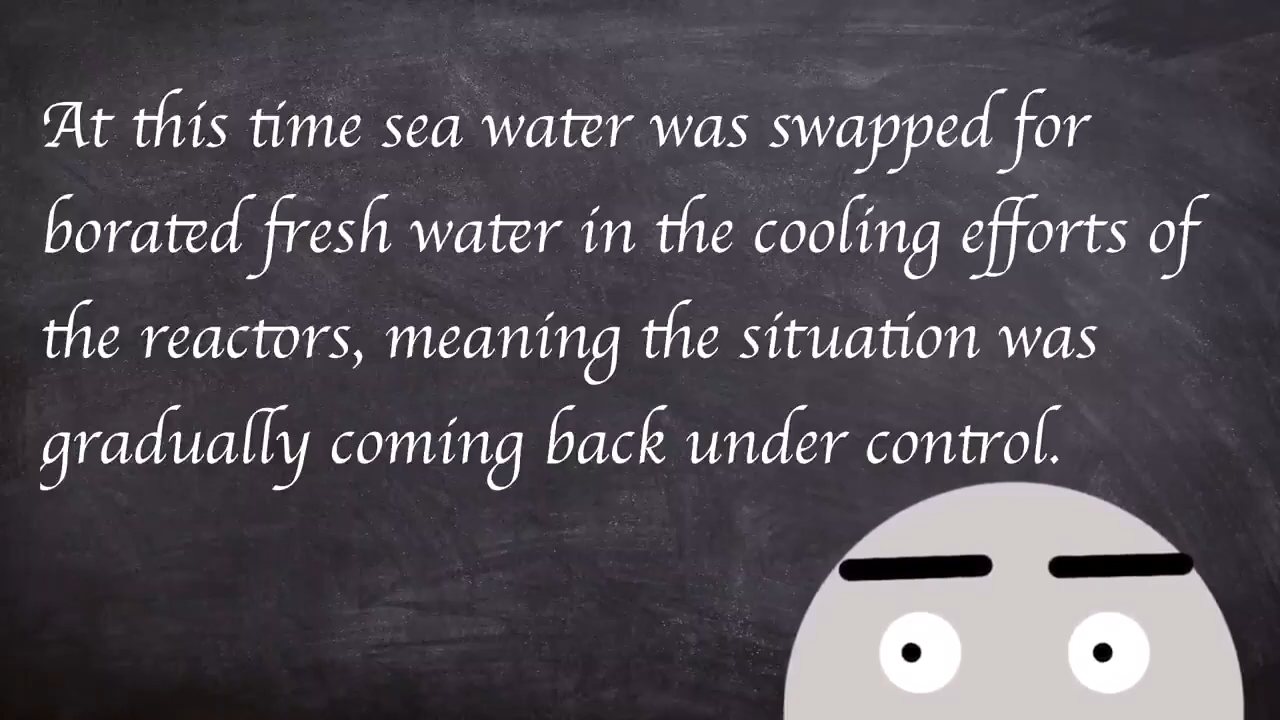 At this time sea water was swapped for
borated fresh water in the cooling efforts of
the reactors, meaning the situation was
gradually coming back under control.